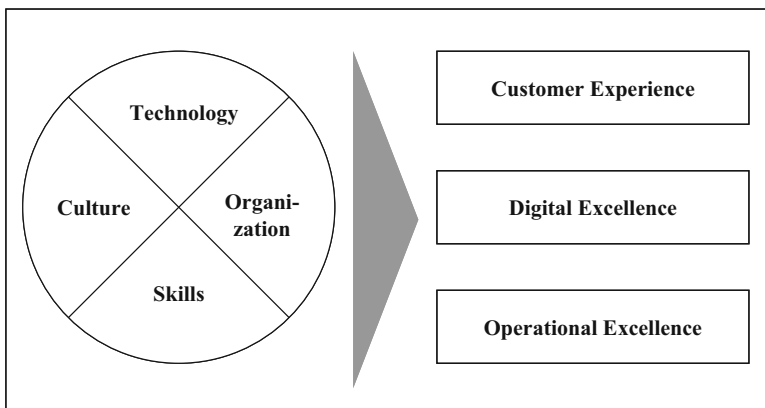 Technology
Culture
Organi-
zation
Skills
Customer Experience
Digital Excellence
Operational Excellence